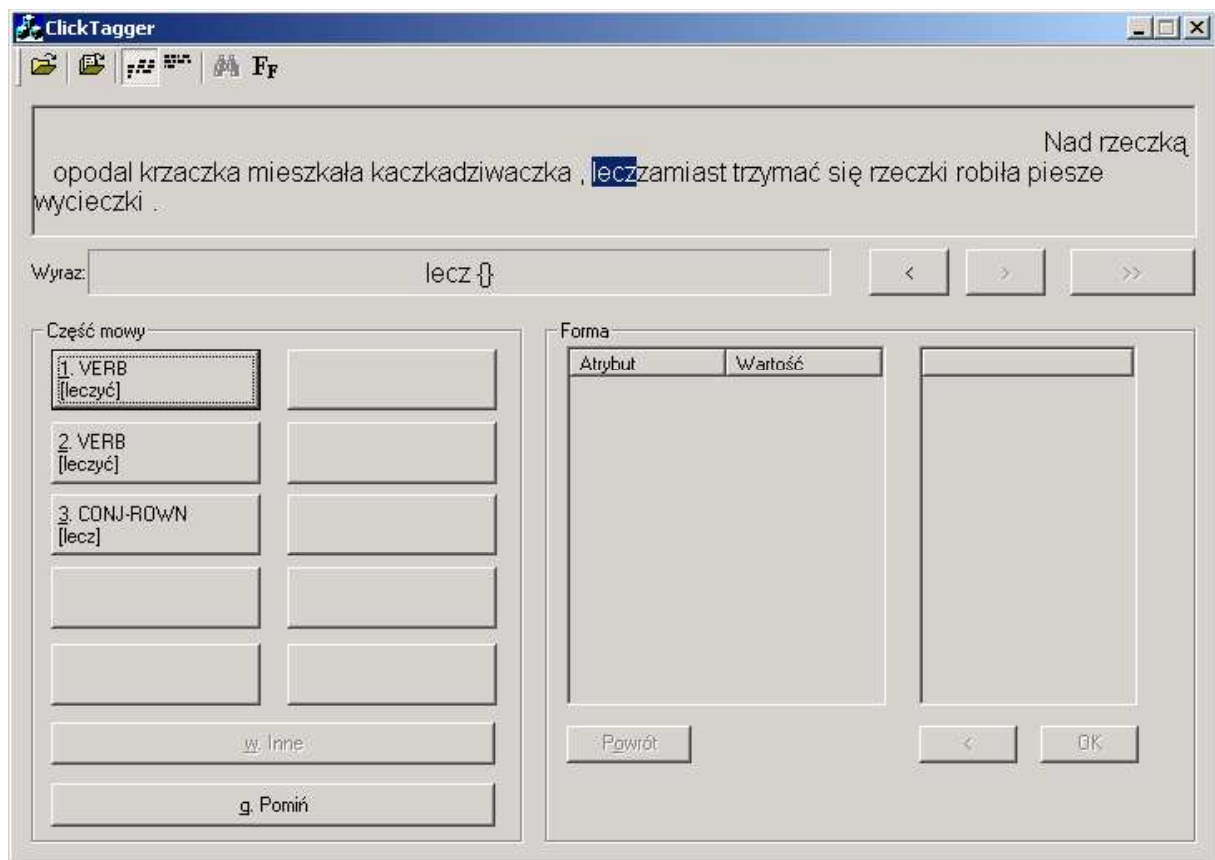 ClickTagger
FF
Nad rzeczką
opodal krzaczka mieszkała kaczkadziwaczka , leczzamiast trzymać się rzeczki robiła piesze
wycieczki .
Wyraz: lecz {} < > >>
Część mowy
1. VERB
[leczyć]
2. VERB
[leczyć]
3. CONJ-ROWN
[lecz]
w. Inne
g. Pomiń
Forma
Atrybut Wartość
Powrót < OK